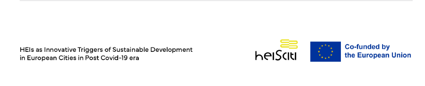 HEIs as Innovative Triggers of Sustainable Development
in European Cities in Post Covid-19 era
heisciti
Co-funded by
the European Union